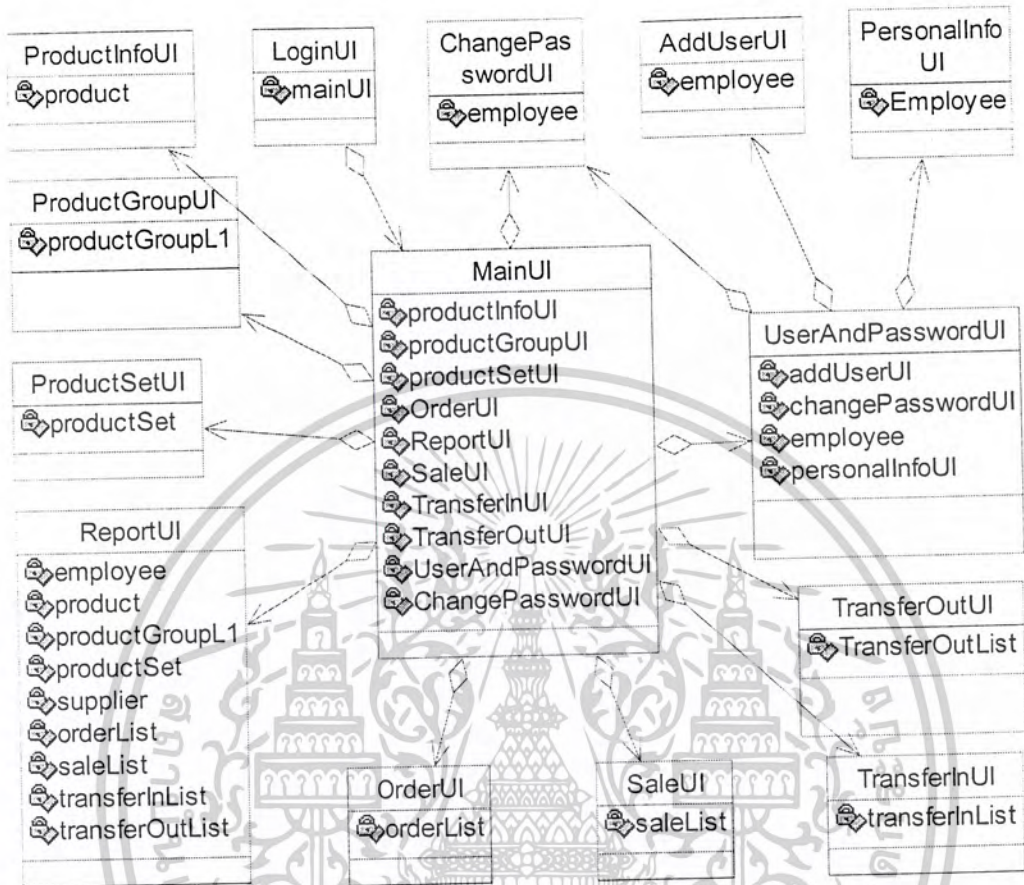 ProductInfoUI
product
LoginUI
mainUI
ChangePas
swordUI
employee
AddUserUI
employee
PersonalInfo
UI
Employee
ProductGroupUI
productGroupL1
MainUI
productInfoUI
productGroupUI
productSetUI
OrderUI
ReportUI
SaleUI
TransferInUI
TransferOutUI
UserAndPasswordUI
ChangePasswordUI
UserAndPasswordUI
addUserUI
changePasswordUI
employee
personalInfoUI
ProductSetUI
productSet
ReportUI
employee
product
productGroupL1
productSet
supplier
orderList
saleList
transferInList
transferOutList
TransferOutUI
TransferOutList
OrderUI
orderList
SaleUI
saleList
TransferInUI
transferInList